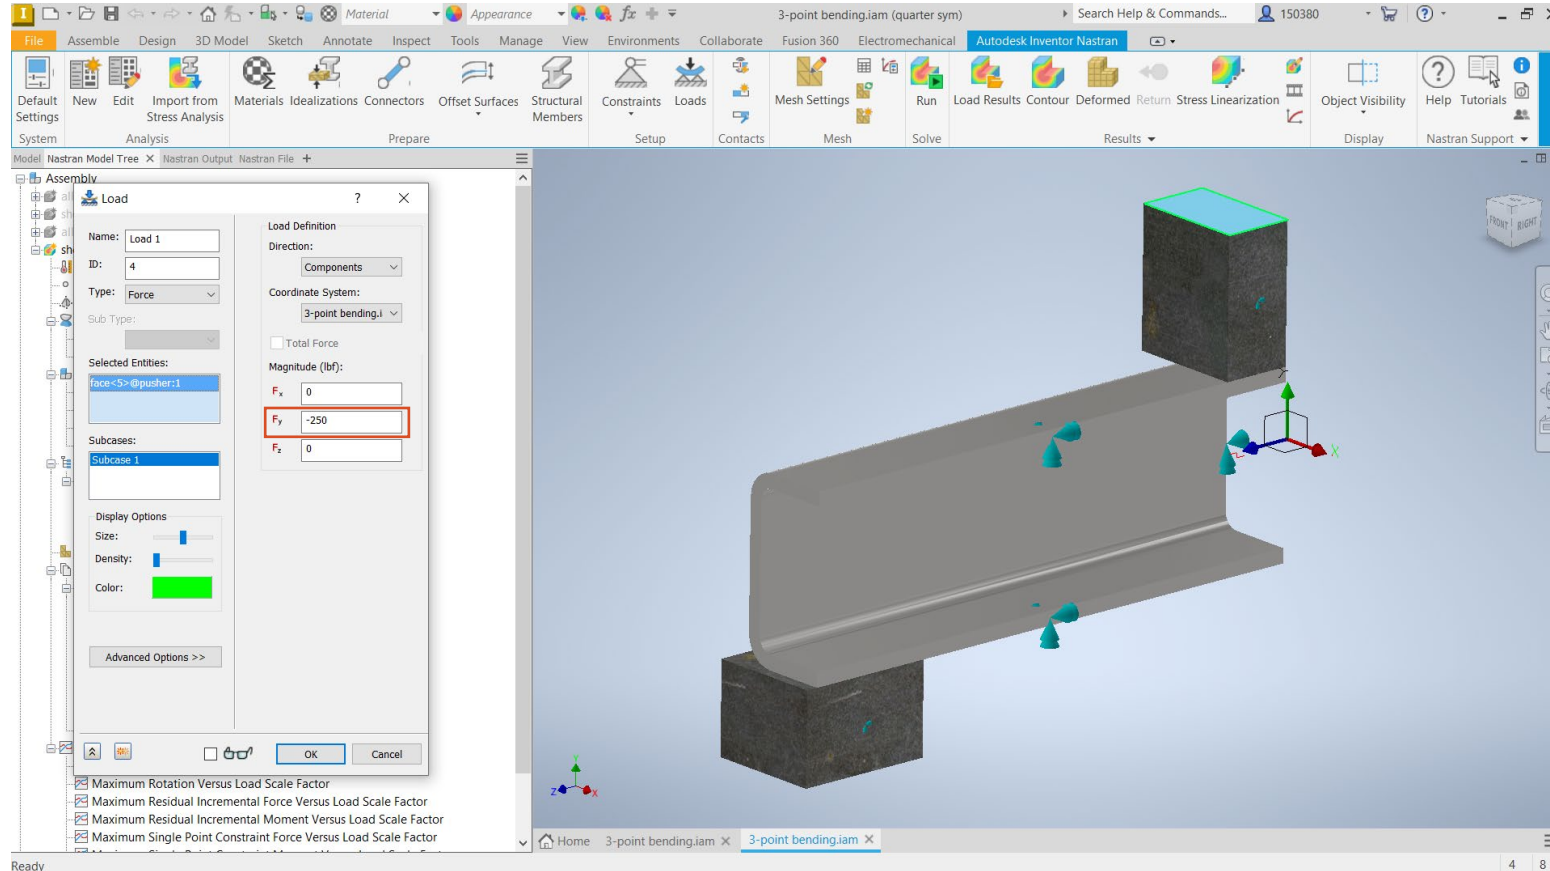 Material
Appearance
fx
3-point bending.iam (quarter sym)
Search Help & Commands...
150380
File Assemble Design 3D Model Sketch Annotate Inspect Tools Manage View Environments Collaborate Fusion 360 Electromechanical Autodesk Inventor Nastran
Default Settings
New
Edit
Import from Stress Analysis
Materials
Idealizations
Connectors
Offset Surfaces
Structural Members
Constraints
Loads
Mesh Settings
Run
Load Results
Contour
Deformed
Return
Stress Linearization
Object Visibility
Help
Tutorials
System
Analysis
Prepare
Setup
Contacts
Mesh
Solve
Results
Display
Nastran Support
Model Nastran Model Tree Nastran Output Nastran File
Assembly
Load
Name: Load 1
ID: 4
Type: Force
Sub Type:
Selected Entities:
face<5>@pusher:1
Subcases:
Subcase 1
Display Options
Size:
Density:
Color:
Advanced Options >>
Load Definition
Direction:
Components
Coordinate System:
3-point bending.i
Total Force
Magnitude (lbf):
Fx 0
Fy -250
Fz 0
OK
Cancel
Maximum Rotation Versus Load Scale Factor
Maximum Residual Incremental Force Versus Load Scale Factor
Maximum Residual Incremental Moment Versus Load Scale Factor
Maximum Single Point Constraint Force Versus Load Scale Factor
FRONT RIGHT
Y
X
Z
Y
Z X
Home 3-point bending.iam 3-point bending.iam
Ready
4 8